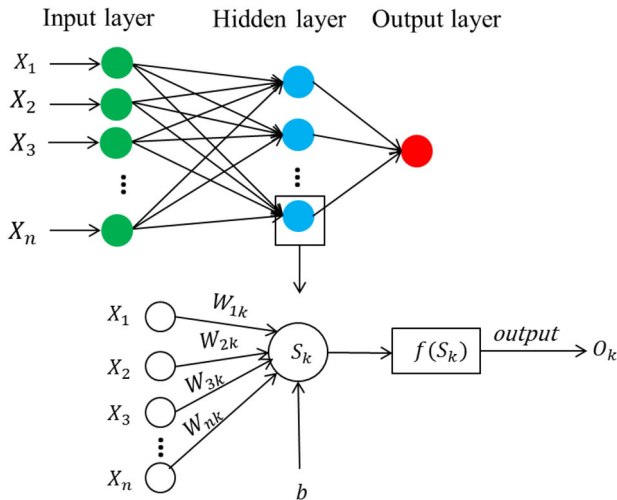 Input layer
Hidden layer
Output layer
X₁
X₂
X₃
⋮
Xₙ
X₁
X₂
X₃
⋮
Xₙ
W₁ₖ
W₂ₖ
W₃ₖ
Wₙₖ
Sₖ
f(Sₖ)
output
Oₖ
b